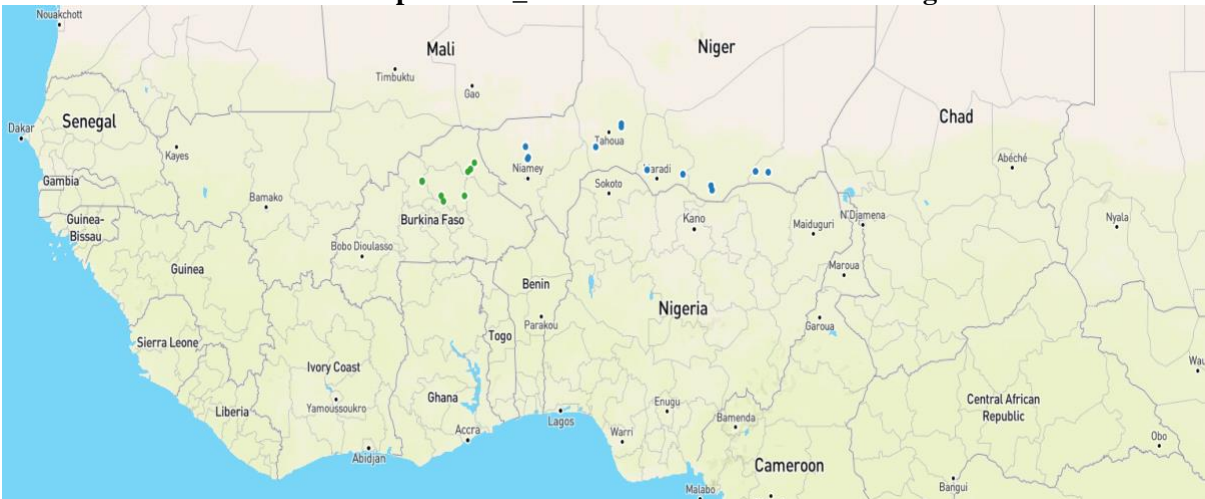 Nouakchott
Mali
Niger
Timbuktu
Gao
Chad
Senegal
Dakar
Tahoua
Kayes
Niamey
aradi
Abéché
Gambia
Sokoto
Bamako
Guinea-
Bissau
Burkina Faso
Kano
Maiduguri
N'Djamena
Nyala
Bobo Dioulasso
Guinea
Maroua
Benin
Nigeria
Parakou
Garoua
Togo
Sierra Leone
Ivory Coast
Wau
Ghana
Enugu
Central African
Republic
Liberia
Yamoussoukro
Lagos
Bamenda
Warri
Accra
Obo
Abidjan
Cameroon
Malabo
Bangui